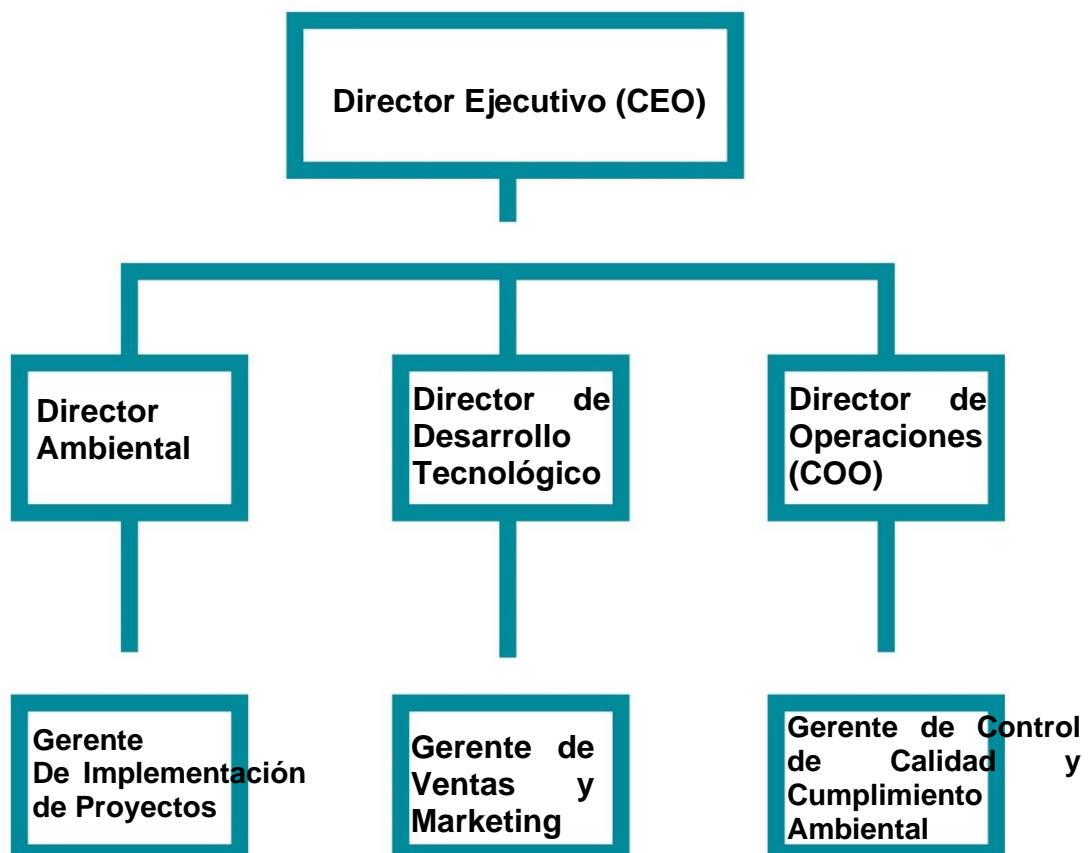 Director Ejecutivo (CEO)
Director
Ambiental
Director de
Desarrollo
Tecnológico
Director de
Operaciones
(COO)
Gerente
De Implementación
de Proyectos
Gerente de
Ventas y
Marketing
Gerente de Control
de Calidad y
Cumplimiento
Ambiental